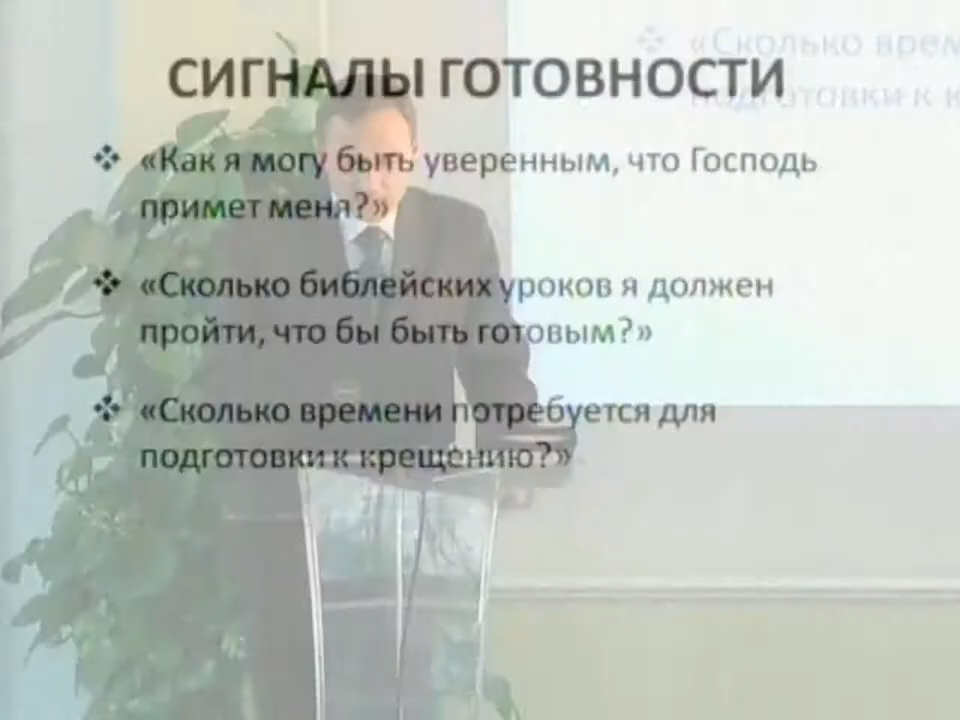 СИГНАЛЫ ГОТОВНОСТИ
«Как я могу быть уверенным, что Господь
примет меня?»
«Сколько библейских уроков я должен
пройти, что бы быть готовым?»
«Сколько времени потребуется для
подготовки к крещению?»
«Сколько врем
подготовки к к